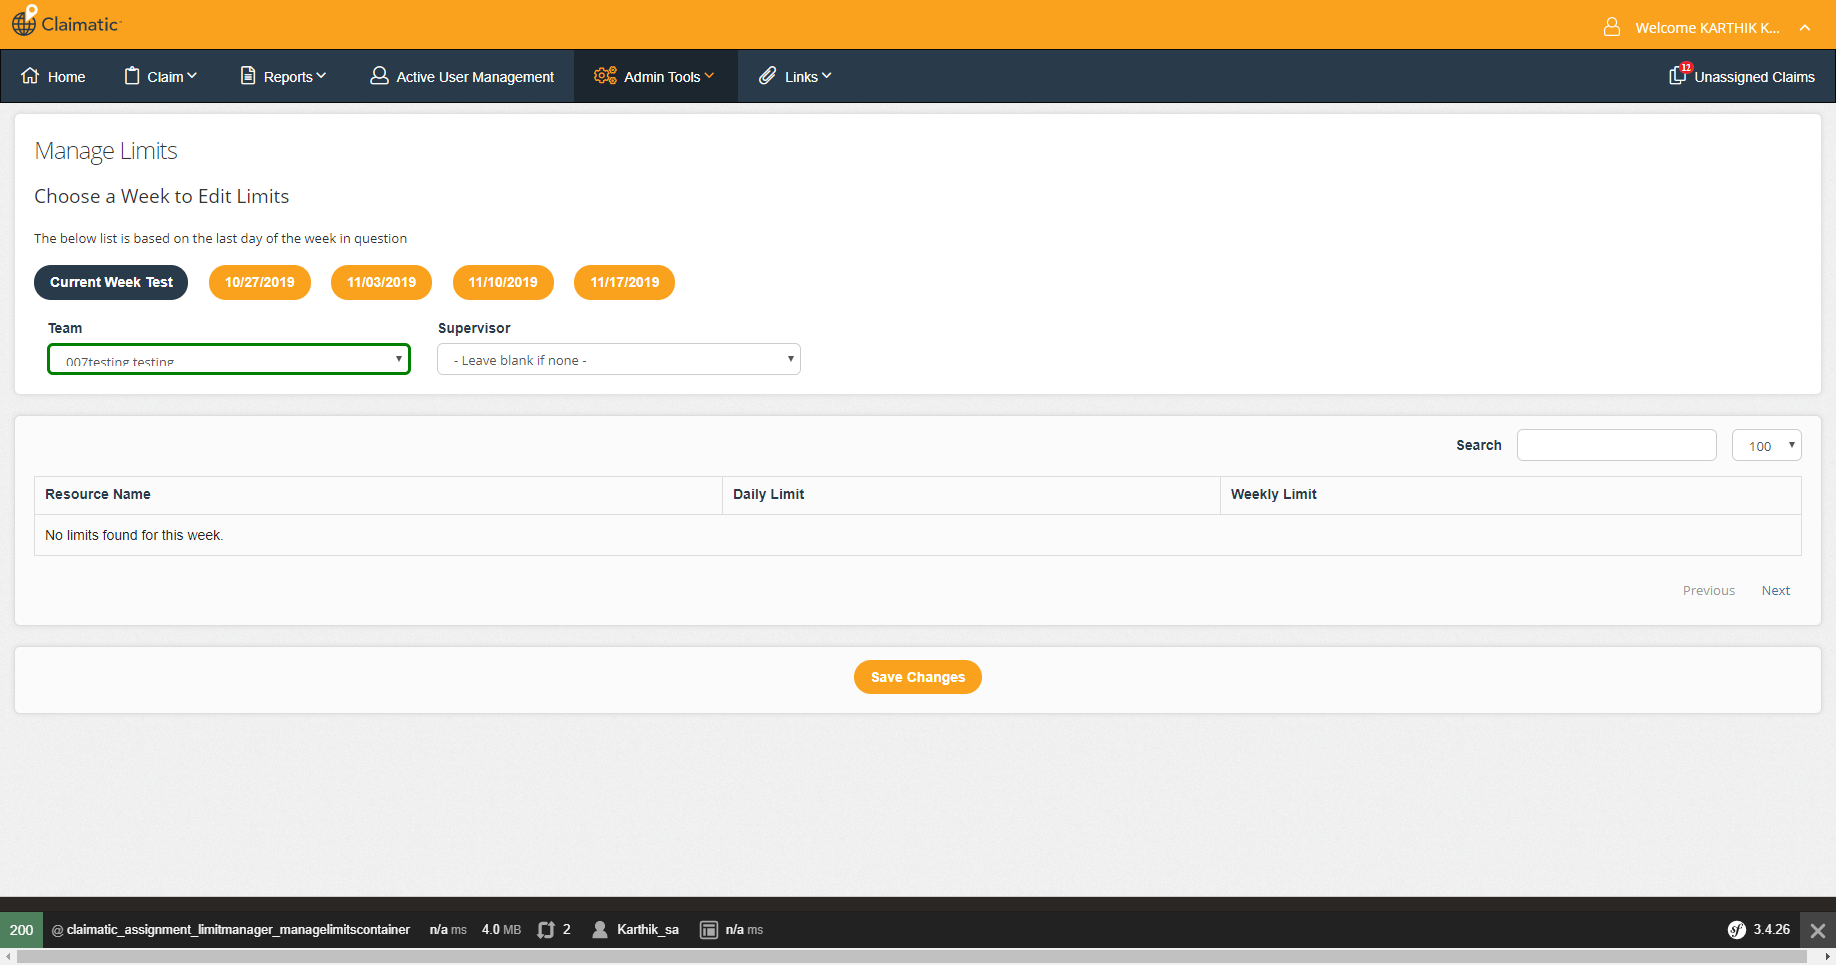 Claimatic
Welcome KARTHIK K...
Home
Claim
Reports
Active User Management
Admin Tools
Links
12
Unassigned Claims
Manage Limits
Choose a Week to Edit Limits
The below list is based on the last day of the week in question
Current Week Test
10/27/2019
11/03/2019
11/10/2019
11/17/2019
Team
Supervisor
007testing testing
- Leave blank if none -
Search
100
Resource Name
Daily Limit
Weekly Limit
No limits found for this week.
Previous
Next
Save Changes
200
@ claimatic_assignment_limitmanager_managelimitscontainer
n/a ms
4.0 MB
2
Karthik_sa
n/a ms
sf
3.4.26